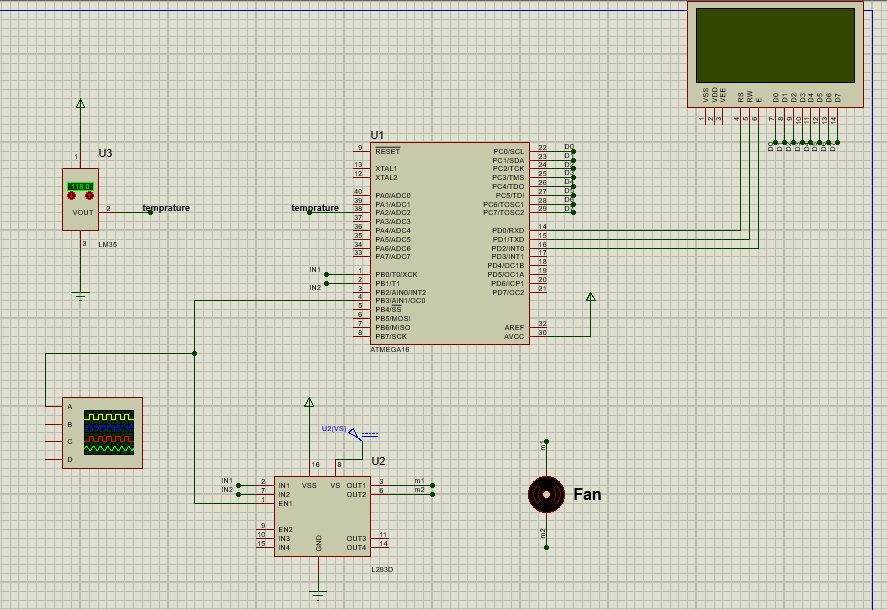 VSS
VDD
VEE
RS
RW
E
D0
D1
D2
D3
D4
D5
D6
D7
1
2
3
4
5
6
7
8
9
10
11
12
13
14
U3
1
118.0
VOUT
2
temprature
3
LM35
U1
temprature
9 RESET
13 XTAL1
12 XTAL2
40 PA0/ADC0
39 PA1/ADC1
38 PA2/ADC2
37 PA3/ADC3
36 PA4/ADC4
35 PA5/ADC5
34 PA6/ADC6
33 PA7/ADC7
IN1 1 PB0/T0/XCK
IN2 2 PB1/T1
3 PB2/AIN0/INT2
4 PB3/AIN1/OC0
5 PB4/SS
6 PB5/MOSI
7 PB6/MISO
8 PB7/SCK
PC0/SCL 22 D0
PC1/SDA 23
PC2/TCK 24
PC3/TMS 25
PC4/TDO 26
PC5/TDI 27
PC6/TOSC1 28
PC7/TOSC2 29
PD0/RXD 14
PD1/TXD 15
PD2/INT0 16
PD3/INT1 17
PD4/OC1B 18
PD5/OC1A 19
PD6/ICP1 20
PD7/OC2 21
AREF 32
AVCC 30
ATMEGA16
A
B
C
D
U2(VS)
16
8
U2
IN1 2 IN1
IN2 7 IN2
1 EN1
9 EN2
10 IN3
15 IN4
VSS
VS
GND
OUT1 3 m1
OUT2 6 m2
OUT3 11
OUT4 14
L293D
m1
Fan
m2